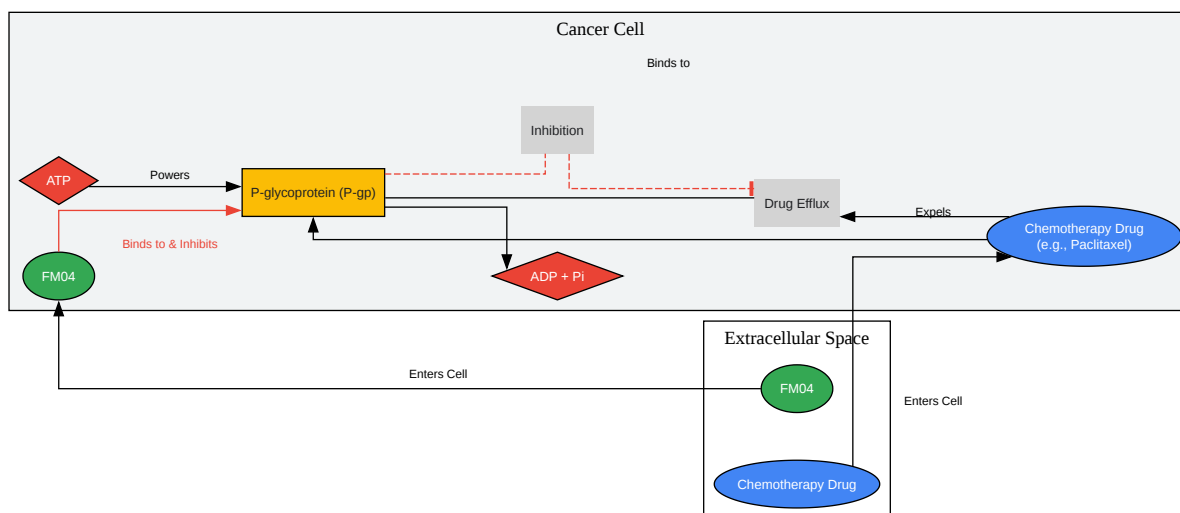 Cancer Cell
Binds to
Inhibition
ATP
Powers
P-glycoprotein (P-gp)
Drug Efflux
Expels
Chemotherapy Drug
(e.g., Paclitaxel)
Binds to & Inhibits
FM04
ADP + Pi
Extracellular Space
Enters Cell
FM04
Enters Cell
Chemotherapy Drug